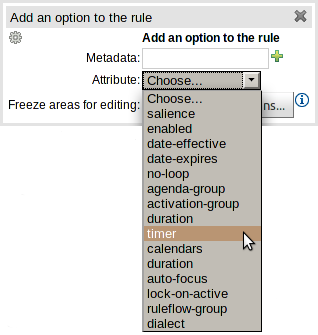 Add an option to the rule
Add an option to the rule
Metadata:
Attribute: Choose...
Freeze areas for editing: ns...
Choose...
salience
enabled
date-effective
date-expires
no-loop
agenda-group
activation-group
duration
timer
calendars
duration
auto-focus
lock-on-active
ruleflow-group
dialect